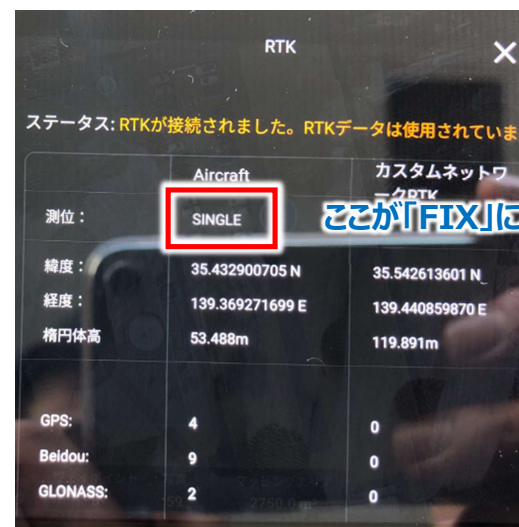 RTK
ステータス: RTKが接続されました。RTKデータは使用されていま
Aircraft
カスタムネットワ
ークRTK
測位：
SINGLE
ここが「FIX」に
緯度：
35.432900705 N
35.542613601 N
経度：
139.369271699 E
139.440859870 E
楕円体高
53.488m
119.891m
GPS:
4
0
Beidou:
9
0
GLONASS:
2
0